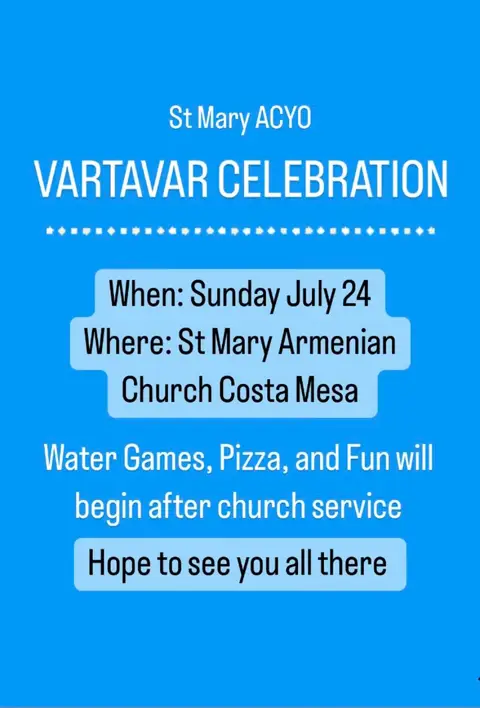 St Mary ACYO
VARTAVAR CELEBRATION
When: Sunday July 24
Where: St Mary Armenian
Church Costa Mesa
Water Games, Pizza, and Fun will
begin after church service
Hope to see you all there